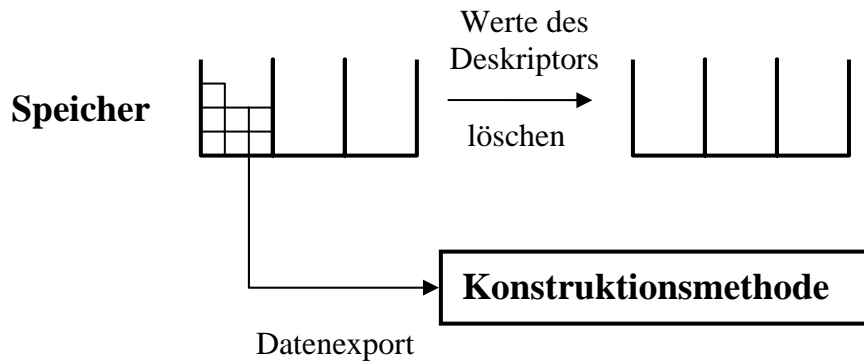 Werte des
Deskriptors
Speicher
löschen
Konstruktionsmethode
Datenexport